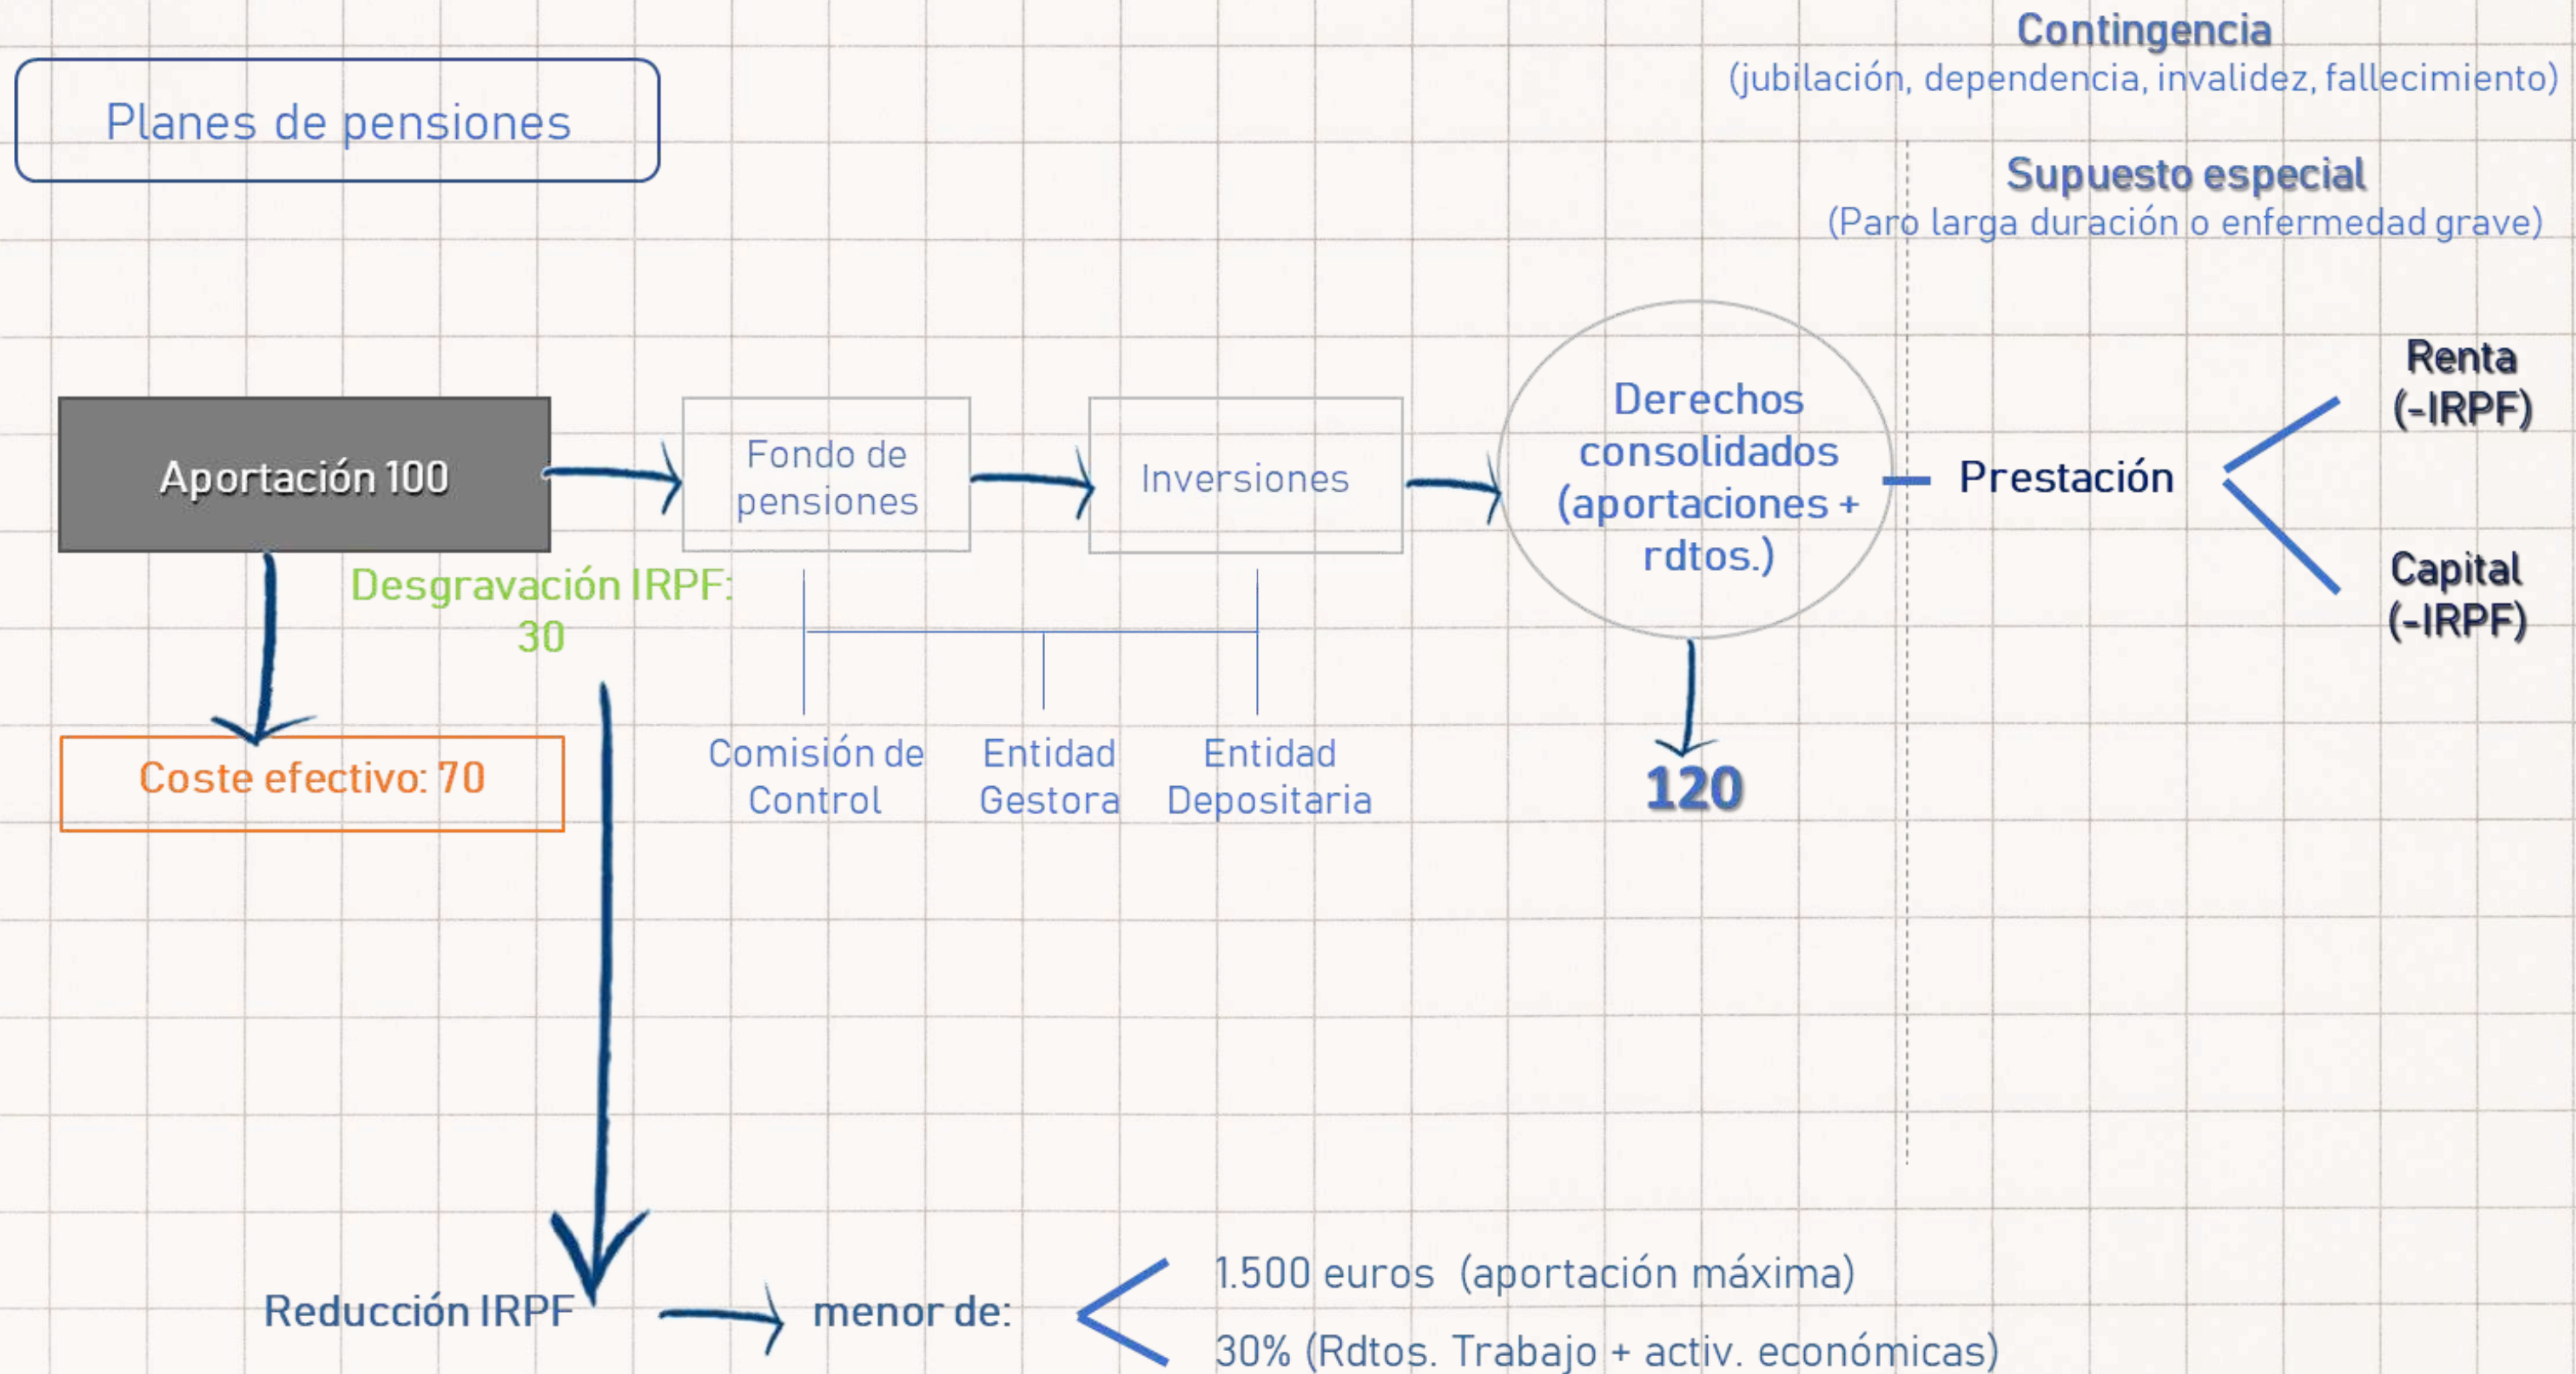 Contingencia
(jubilación, dependencia, invalidez, fallecimiento)
Planes de pensiones
Supuesto especial
(Paro larga duración o enfermedad grave)
Aportación 100
Fondo de
pensiones
Inversiones
Derechos
consolidados
(aportaciones +
rdtos.)
Prestación
Renta
(-IRPF)
Capital
(-IRPF)
Desgravación IRPF:
30
Coste efectivo: 70
Comisión de
Control
Entidad
Gestora
Entidad
Depositaria
120
Reducción IRPF
menor de:
1.500 euros (aportación máxima)
30% (Rdtos. Trabajo + activ. económicas)